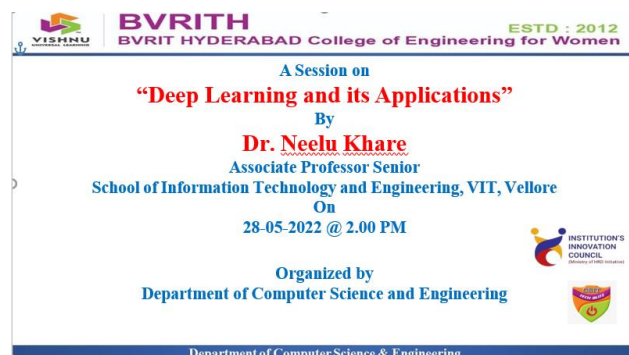 BVRITH
ESTD : 2012
VISHNU
UNIVERSAL LEARNING
BVRIT HYDERABAD College of Engineering for Women
A Session on
“Deep Learning and its Applications”
By
Dr. Neelu Khare
Associate Professor Senior
School of Information Technology and Engineering, VIT, Vellore
On
28-05-2022 @ 2.00 PM
INSTITUTION'S
INNOVATION
COUNCIL
(Ministry of HRD Initiative)
Organized by
Department of Computer Science and Engineering
Department of Computer Science & Engineering